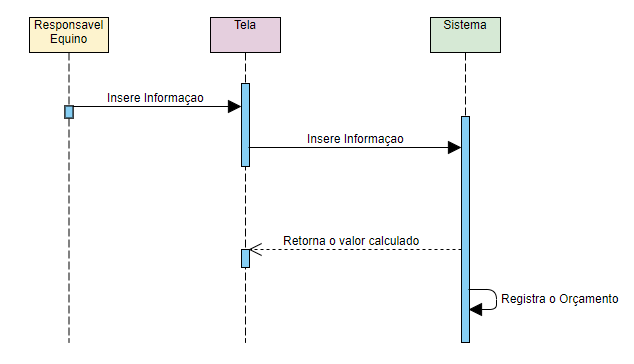 Responsavel
Equino
Tela
Sistema
Insere Informaçao
Insere Informaçao
Retorna o valor calculado
Registra o Orçamento